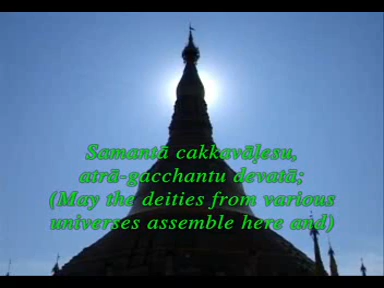 Samantā cakkavāḷesu,
atrā-gacchantu devatā;
(May the deities from various
universes assemble here and)